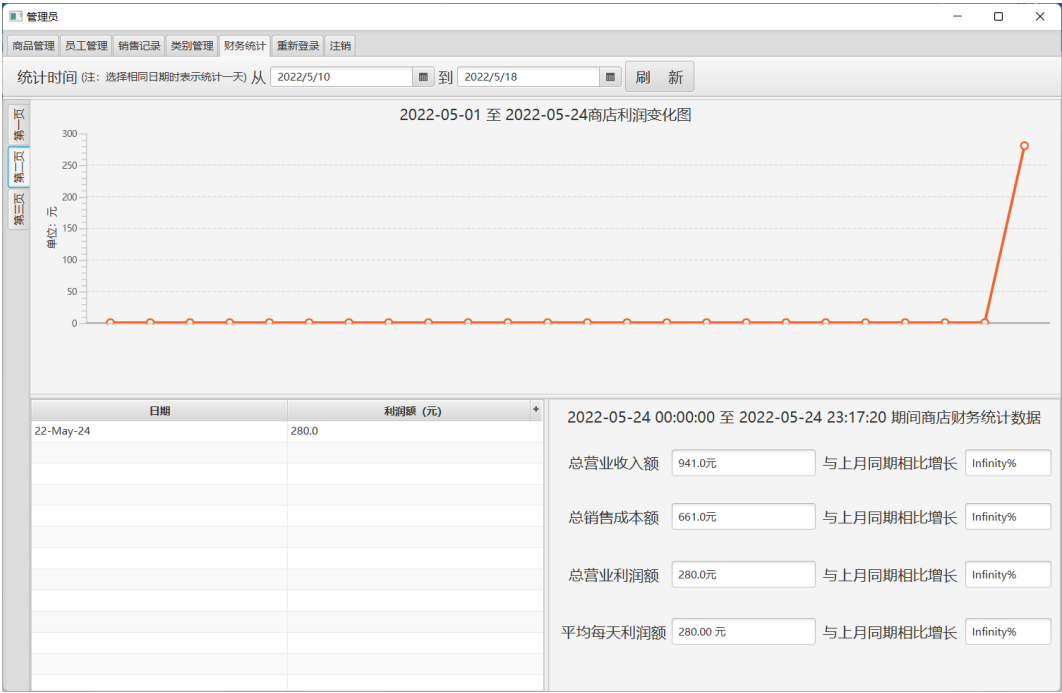 管理员
商品管理 员工管理 销售记录 类别管理 财务统计 重新登录 注销
统计时间 (注：选择相同日期时表示统计一天) 从 2022/5/10 到 2022/5/18 刷 新
第一页
第二页
第三页
2022-05-01 至 2022-05-24商店利润变化图
单位：元
300
250
200
150
100
50
0
日期 利润额（元） +
22-May-24 280.0
2022-05-24 00:00:00 至 2022-05-24 23:17:20 期间商店财务统计数据
总营业收入额 941.0元 与上月同期相比增长 Infinity%
总销售成本额 661.0元 与上月同期相比增长 Infinity%
总营业利润额 280.0元 与上月同期相比增长 Infinity%
平均每天利润额 280.00 元 与上月同期相比增长 Infinity%